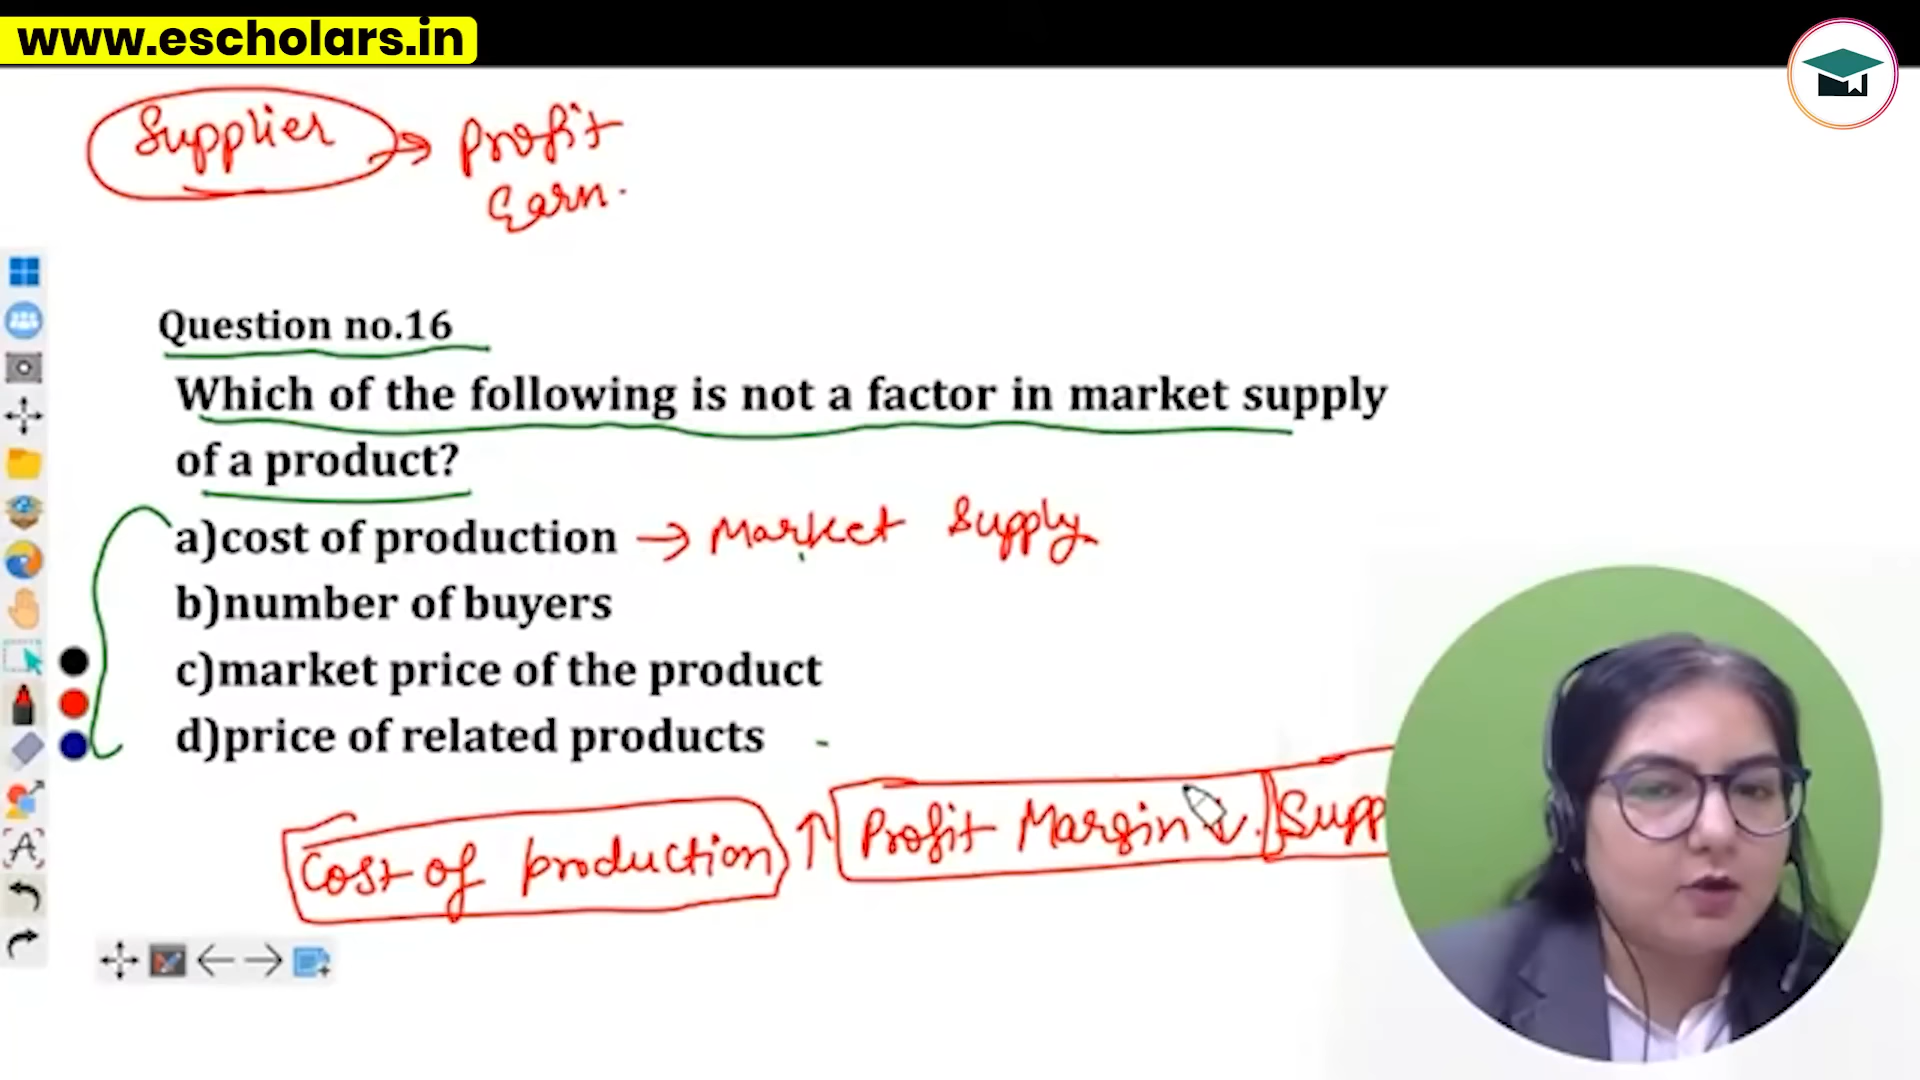 www.escholars.in
Supplier → Profit
Earn.
Question no.16
Which of the following is not a factor in market supply
of a product?
a)cost of production → Market Supply
b)number of buyers
c)market price of the product
d)price of related products
Cost of production ↑ Profit Margin ↓. Supp